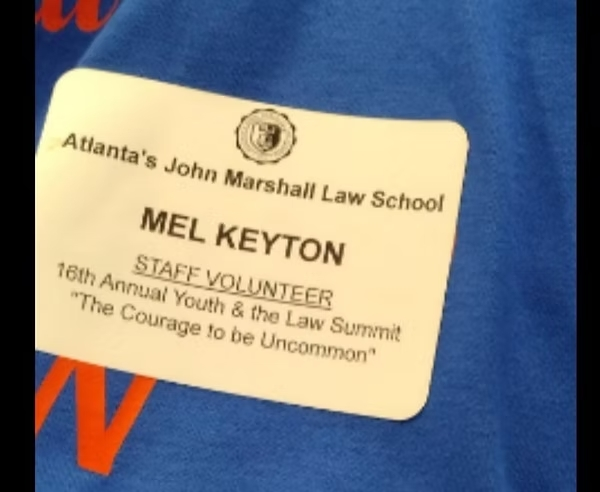 Atlanta's John Marshall Law School
MEL KEYTON
STAFF VOLUNTEER
16th Annual Youth & the Law Summit
"The Courage to be Uncommon"
N